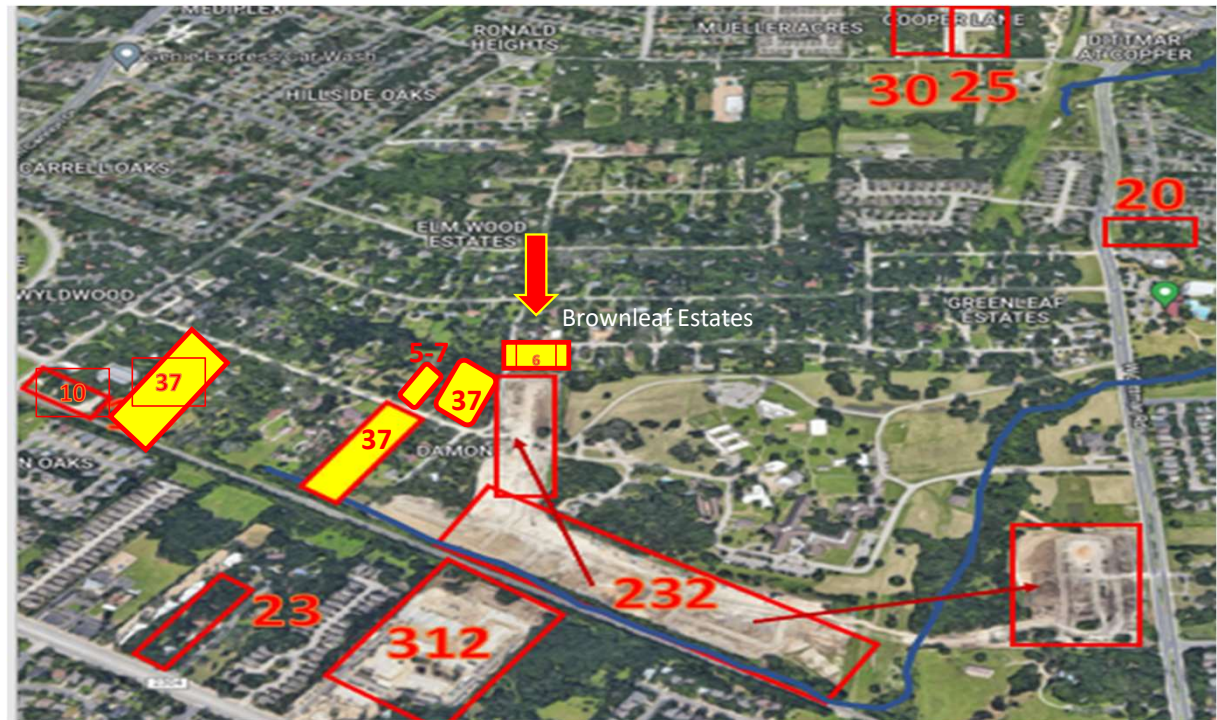 MEDIPLEX
RONALD
HEIGHTS
MUELLER ACRES
COOPER LANE
DITTMAR
AT COPPER
Genie Express Car Wash
30
25
HILLSIDE OAKS
CARRELL OAKS
20
ELM WOOD
ESTATES
WYLDWOOD
GREENLEAF
ESTATES
Brownleaf Estates
5-7
6
10
37
37
37
DAMON
N OAKS
232
23
312
2304